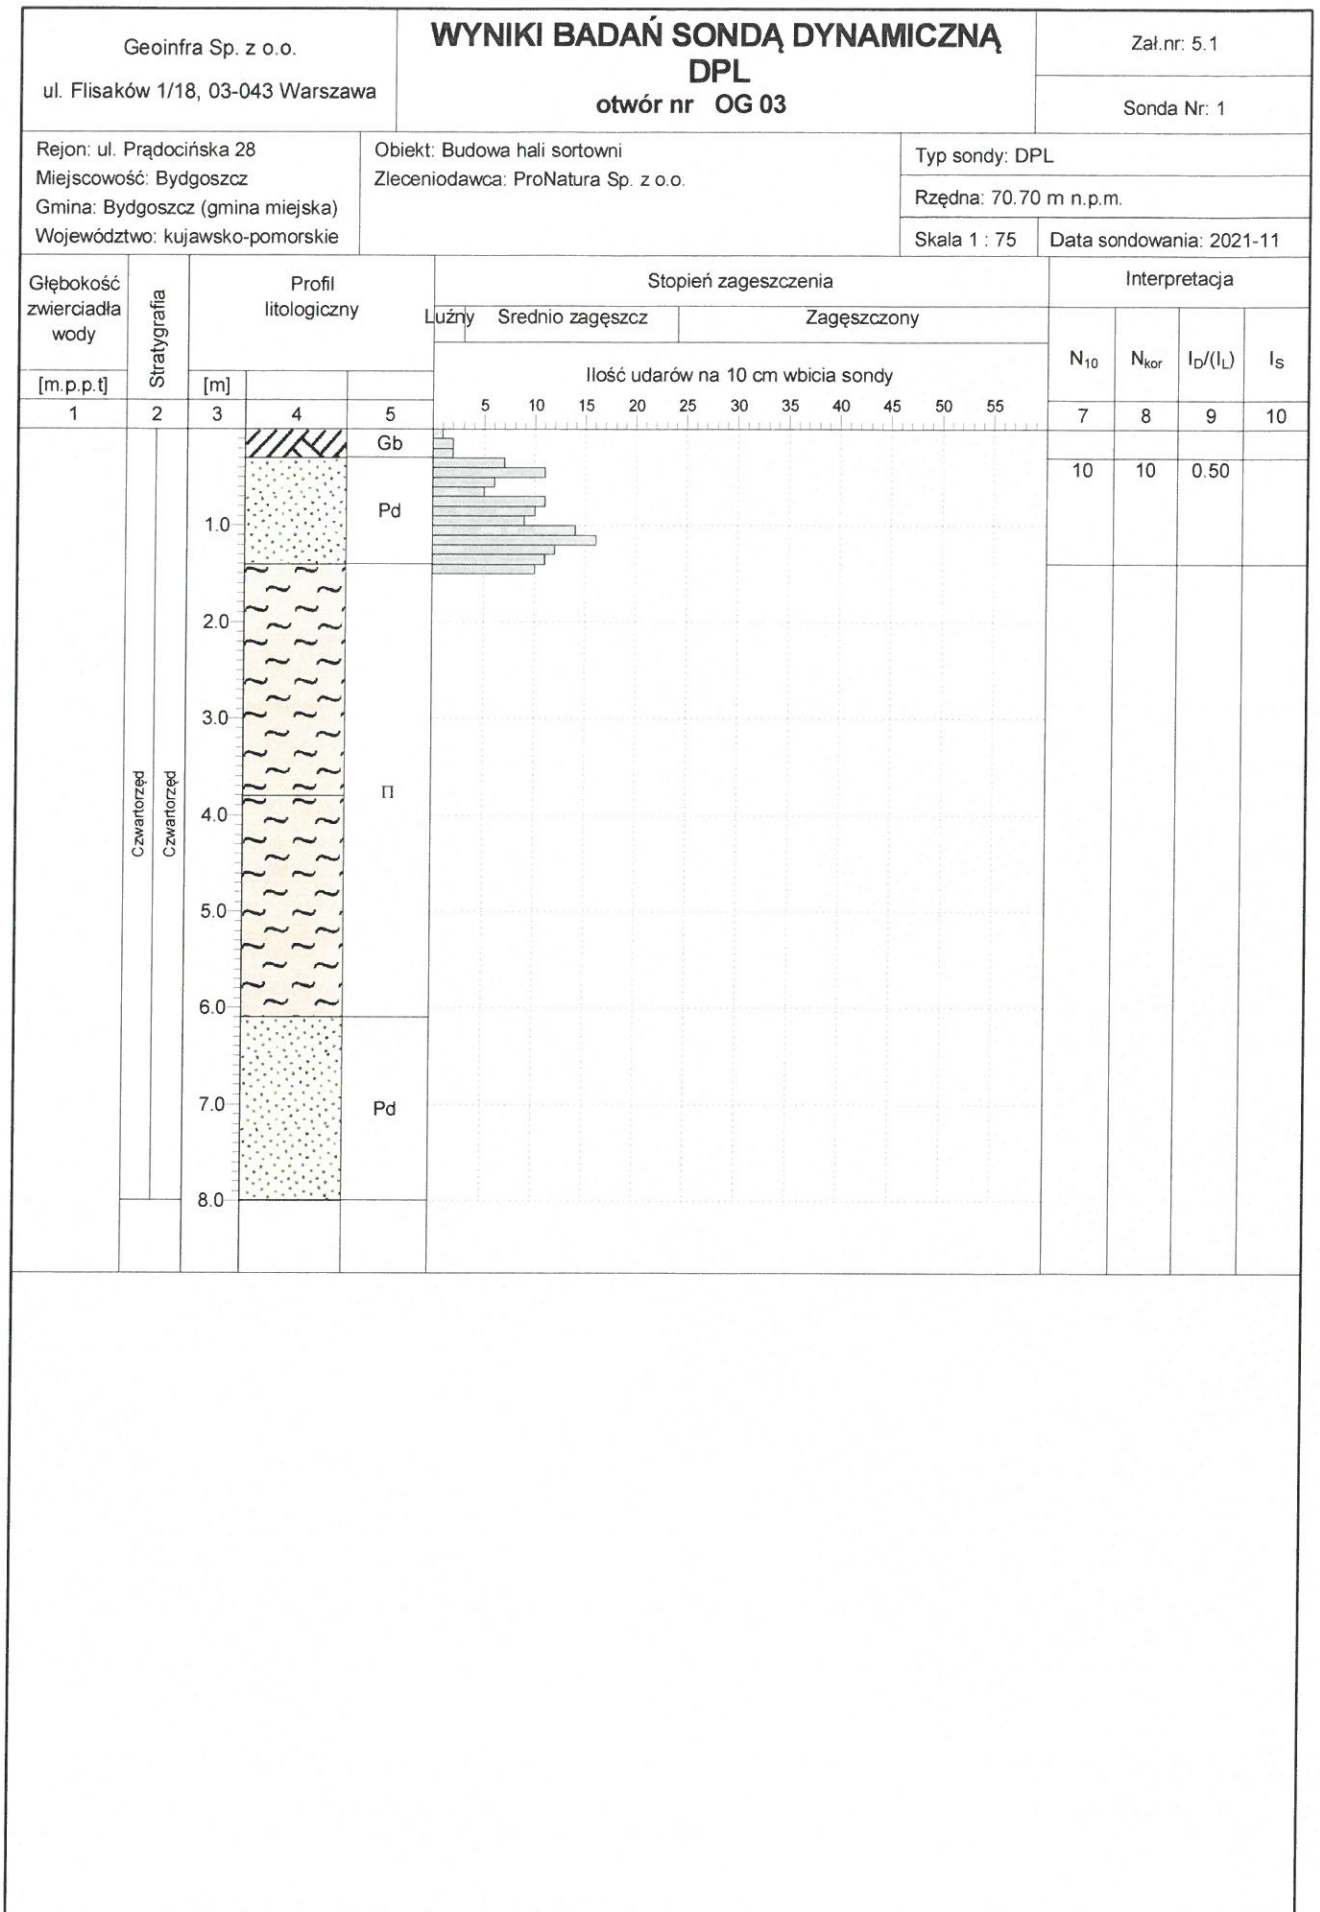 Geoinfra Sp. z o.o.
ul. Flisaków 1/18, 03-043 Warszawa
WYNIKI BADAŃ SONDĄ DYNAMICZNĄ
DPL
otwór nr OG 03
Zał.nr: 5.1
Sonda Nr: 1
Rejon: ul. Prądocińska 28
Miejscowość: Bydgoszcz
Gmina: Bydgoszcz (gmina miejska)
Województwo: kujawsko-pomorskie
Obiekt: Budowa hali sortowni
Zleceniodawca: ProNatura Sp. z o.o.
Typ sondy: DPL
Rzędna: 70.70 m n.p.m.
Skala 1 : 75
Data sondowania: 2021-11
Głębokość
zwierciadła
wody
[m.p.p.t]
Stratygrafia
Profil
litologiczny
[m]
Stopień zageszczenia
Luźny Srednio zagęszcz Zagęszczony
Ilość udarów na 10 cm wbicia sondy
5 10 15 20 25 30 35 40 45 50 55
Interpretacja
N10 Nkor ID/(IL) IS
1 2 3 4 5 7 8 9 10
Gb
10 10 0.50
Pd
1.0
2.0
3.0
Czwartorzęd
Czwartorzęd
Π
4.0
5.0
6.0
7.0
Pd
8.0